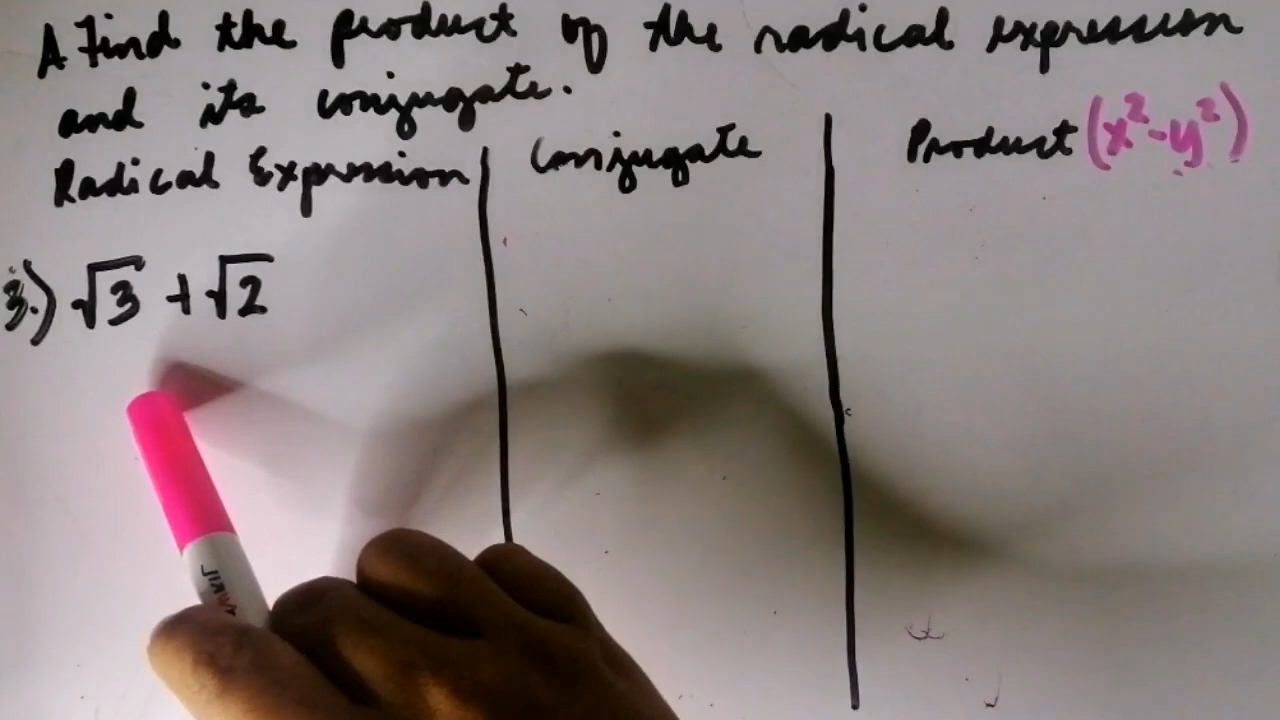 A. Find the product of the radical expression
and its conjugate.
Radical Expression Conjugate Product (x²-y²)
3.) √3 + √2